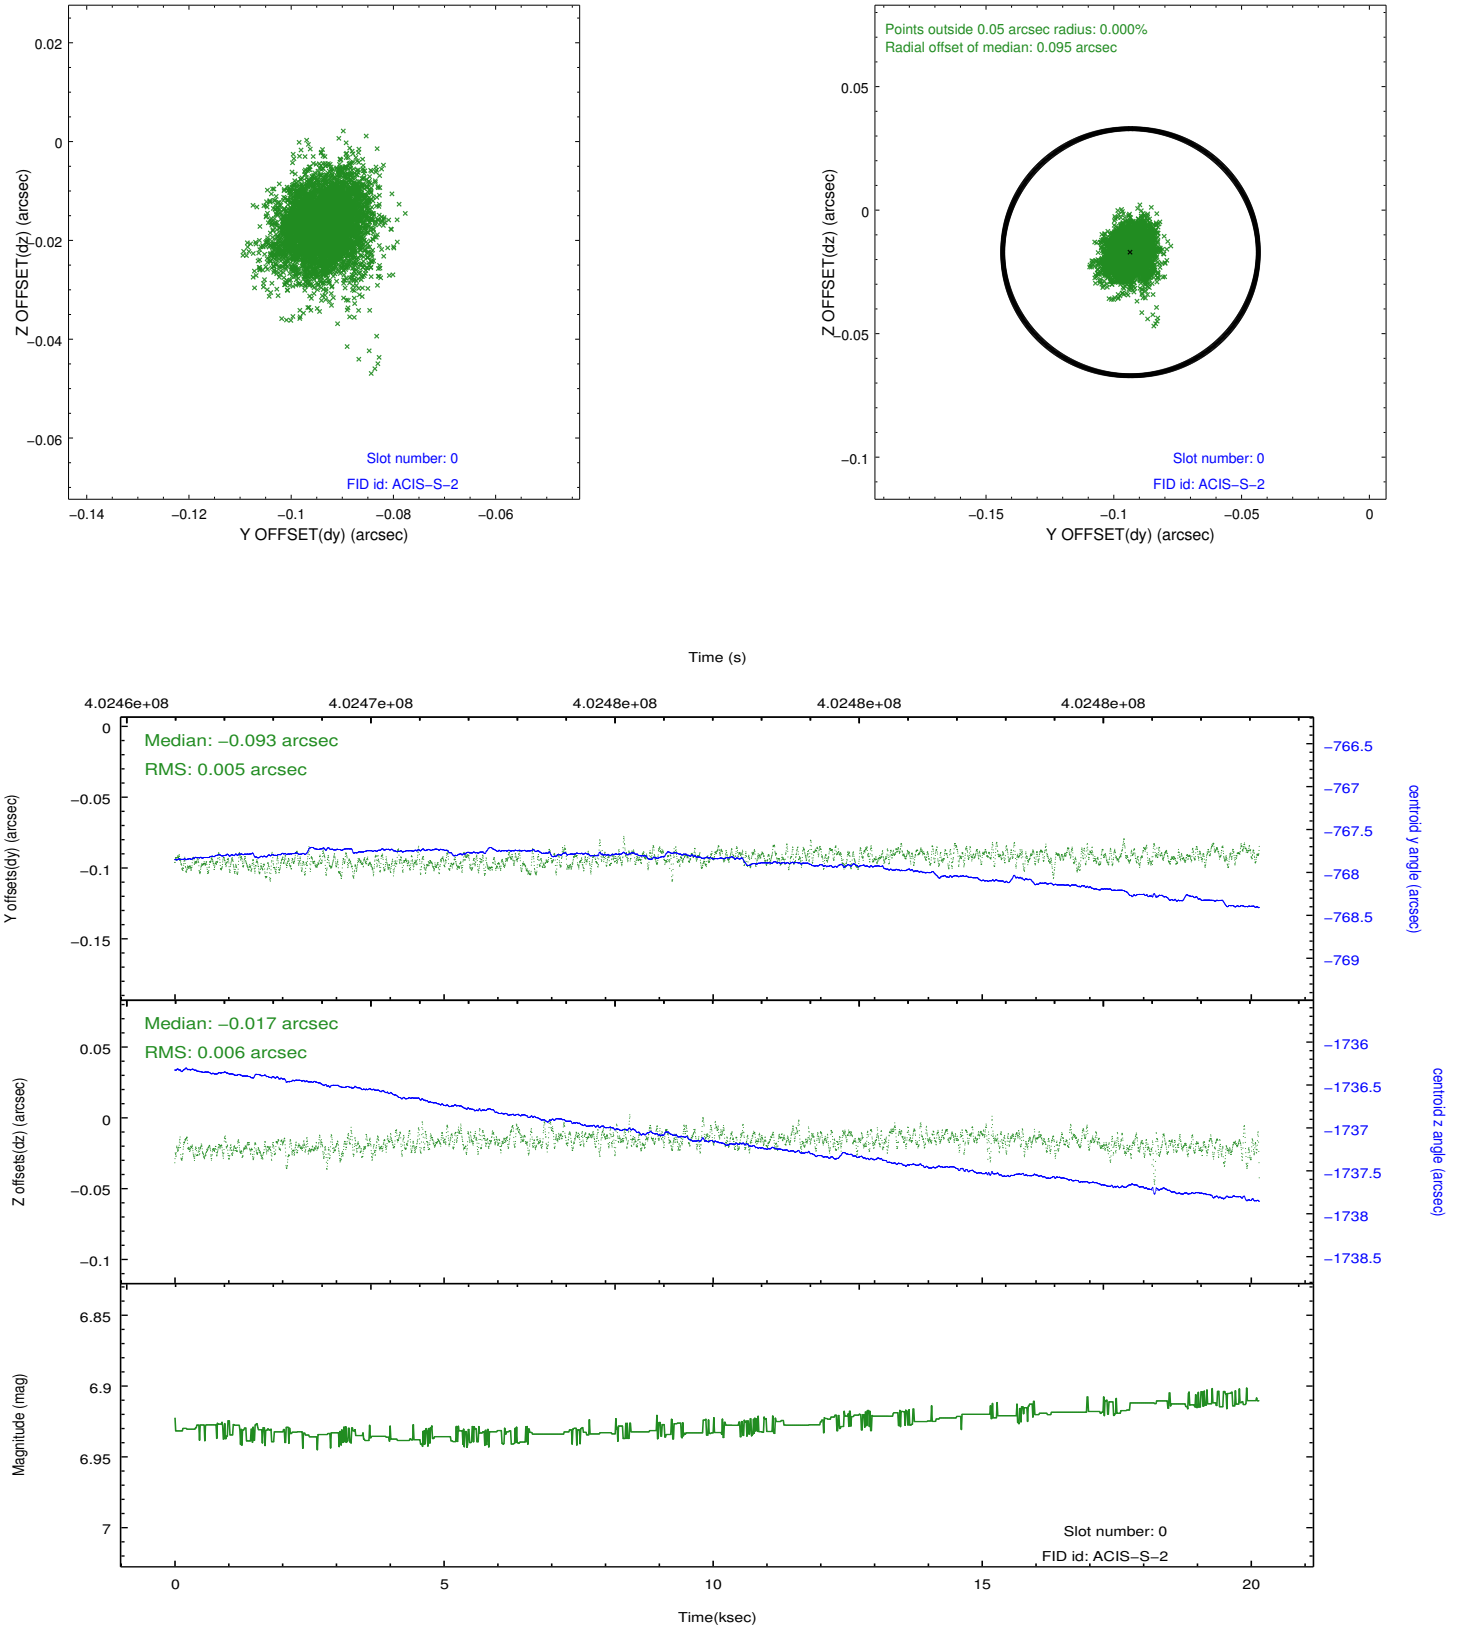 0.02
0
−0.02
−0.04
−0.06
Z OFFSET(dz) (arcsec)
Slot number: 0
FID id: ACIS−S−2
−0.14
−0.12
−0.1
−0.08
−0.06
Y OFFSET(dy) (arcsec)
Points outside 0.05 arcsec radius: 0.000%
Radial offset of median: 0.095 arcsec
0.05
0
−0.05
−0.1
Z OFFSET(dz) (arcsec)
Slot number: 0
FID id: ACIS−S−2
−0.15
−0.1
−0.05
0
Y OFFSET(dy) (arcsec)
Time (s)
4.0246e+08
4.0247e+08
4.0248e+08
4.0248e+08
4.0248e+08
Median: −0.093 arcsec
RMS: 0.005 arcsec
0
−0.05
−0.1
−0.15
Y offsets(dy) (arcsec)
−766.5
−767
−767.5
−768
−768.5
−769
centroid y angle (arcsec)
Median: −0.017 arcsec
RMS: 0.006 arcsec
0.05
0
−0.05
−0.1
Z offsets(dz) (arcsec)
−1736
−1736.5
−1737
−1737.5
−1738
−1738.5
centroid z angle (arcsec)
6.85
6.9
6.95
7
Magnitude (mag)
Slot number: 0
FID id: ACIS−S−2
0
5
10
15
20
Time(ksec)